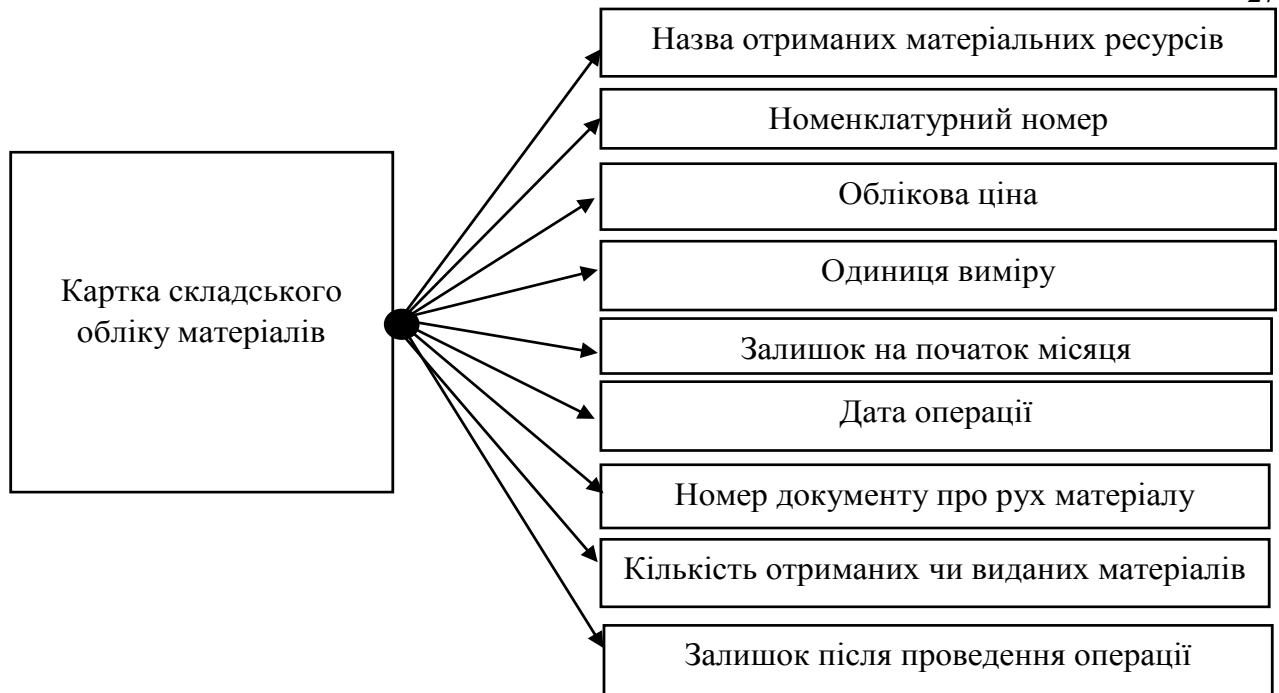 Назва отриманих матеріальних ресурсів
Номенклатурний номер
Облікова ціна
Одиниця виміру
Картка складського
обліку матеріалів
Залишок на початок місяця
Дата операції
Номер документу про рух матеріалу
Кількість отриманих чи виданих матеріалів
Залишок після проведення операції